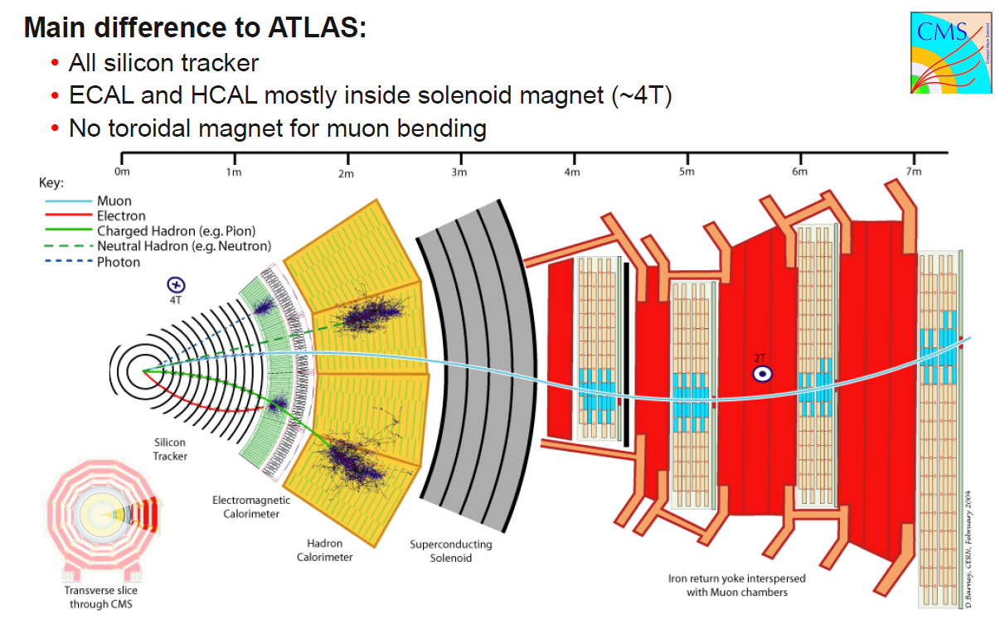 Main difference to ATLAS:
• All silicon tracker
• ECAL and HCAL mostly inside solenoid magnet (~4T)
• No toroidal magnet for muon bending
CMS
Compact Muon Solenoid
0m 1m 2m 3m 4m 5m 6m 7m
Key:
Muon
Electron
Charged Hadron (e.g. Pion)
Neutral Hadron (e.g. Neutron)
Photon
4T
2T
Silicon
Tracker
Electromagnetic
Calorimeter
Hadron
Calorimeter
Superconducting
Solenoid
Iron return yoke interspersed
with Muon chambers
Transverse slice
through CMS
D.Barney, CERN, February 2004